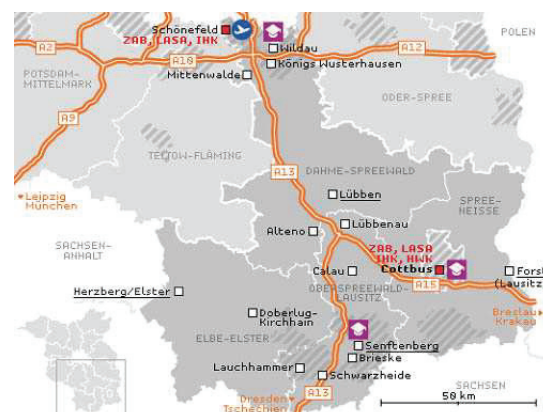 Schönefeld
ZAB, LASA, IHK
POLEN
A2
Wildau
A12
A10
Königs Wusterhausen
POTSDAM-
MITTELMARK
Mittenwalde
ODER-SPREE
A9
TELTOW-FLÄMING
DAHME-SPREEWALD
A13
Leipzig
München
Lübben
SPREE-
NEISSE
Lübbenau
Alteno
SACHSEN-
ANHALT
ZAB, LASA
IHK, HWK
Cottbus
Calau
Forst
(Lausitz)
Herzberg/Elster
OBERSPREEWALD-
LAUSITZ
A15
Breslau
Krakau
Doberlug-
Kirchhain
ELBE-ELSTER
Senftenberg
Brieske
Lauchhammer
Schwarzheide
SACHSEN
A13
Dresden
Tschechien
50 km